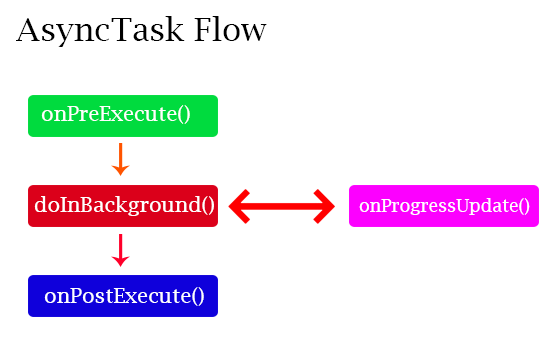 AsyncTask Flow
onPreExecute()
doInBackground()
onProgressUpdate()
onPostExecute()